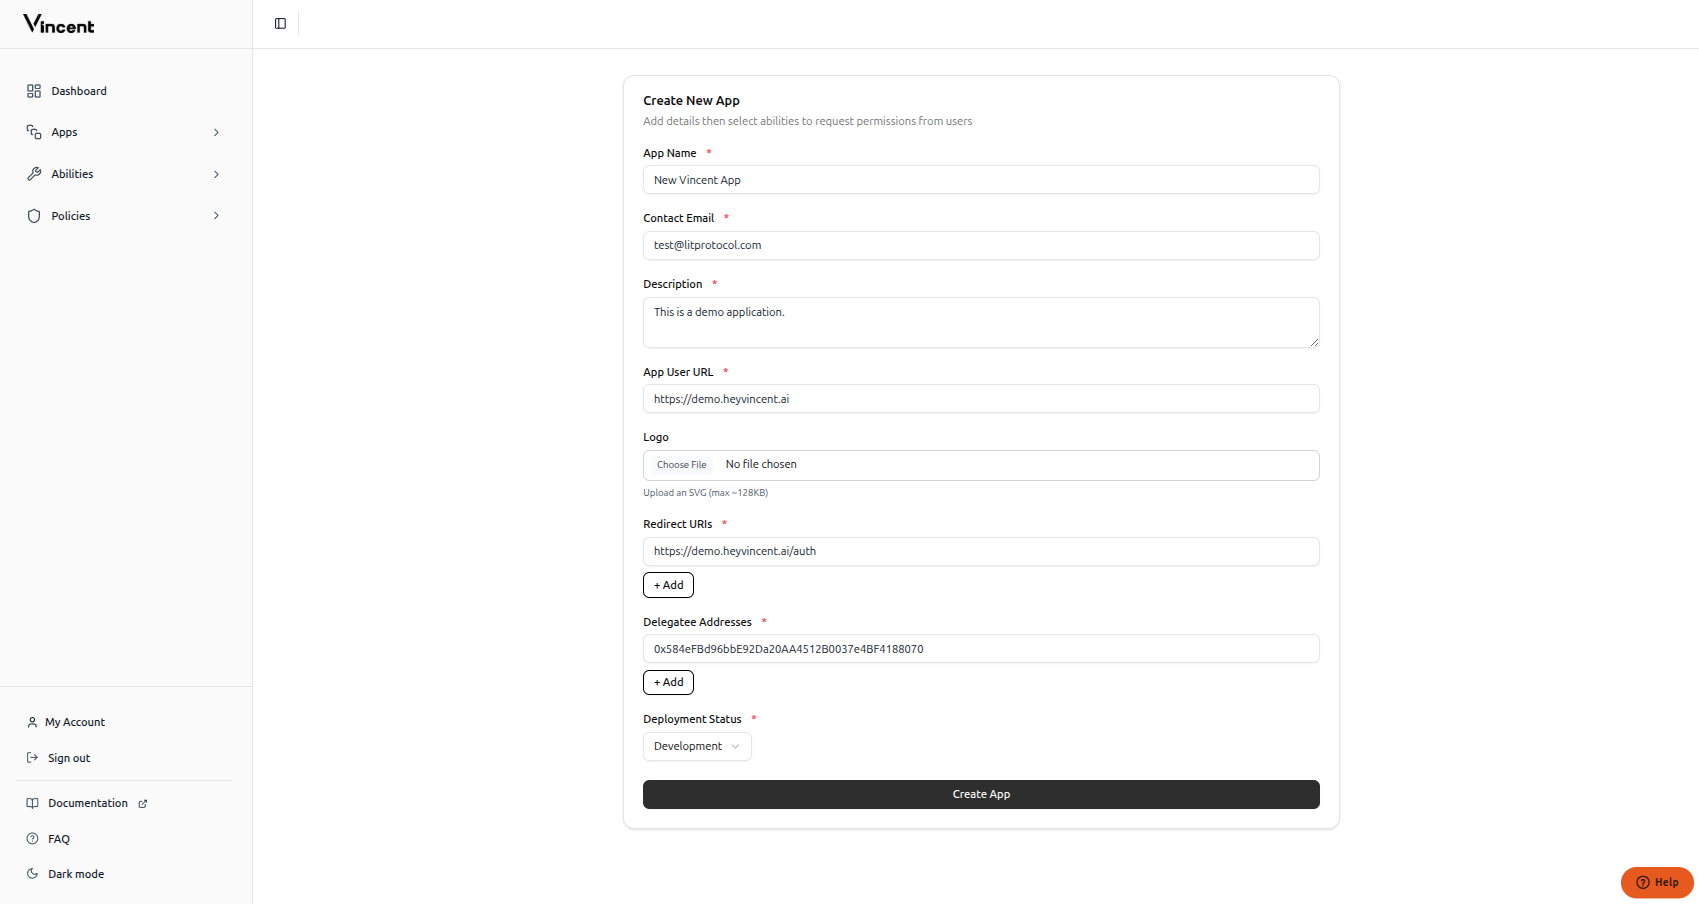 Vincent
Dashboard
Apps
Abilities
Policies
My Account
Sign out
Documentation
FAQ
Dark mode
Create New App
Add details then select abilities to request permissions from users
App Name *
New Vincent App
Contact Email *
test@litprotocol.com
Description *
This is a demo application.
App User URL *
https://demo.heyvincent.ai
Logo
Choose File No file chosen
Upload an SVG (max ~128KB)
Redirect URIs *
https://demo.heyvincent.ai/auth
+ Add
Delegatee Addresses *
0x584eFBd96bbE92Da20AA4512B0037e4BF4188070
+ Add
Deployment Status *
Development
Create App
Help